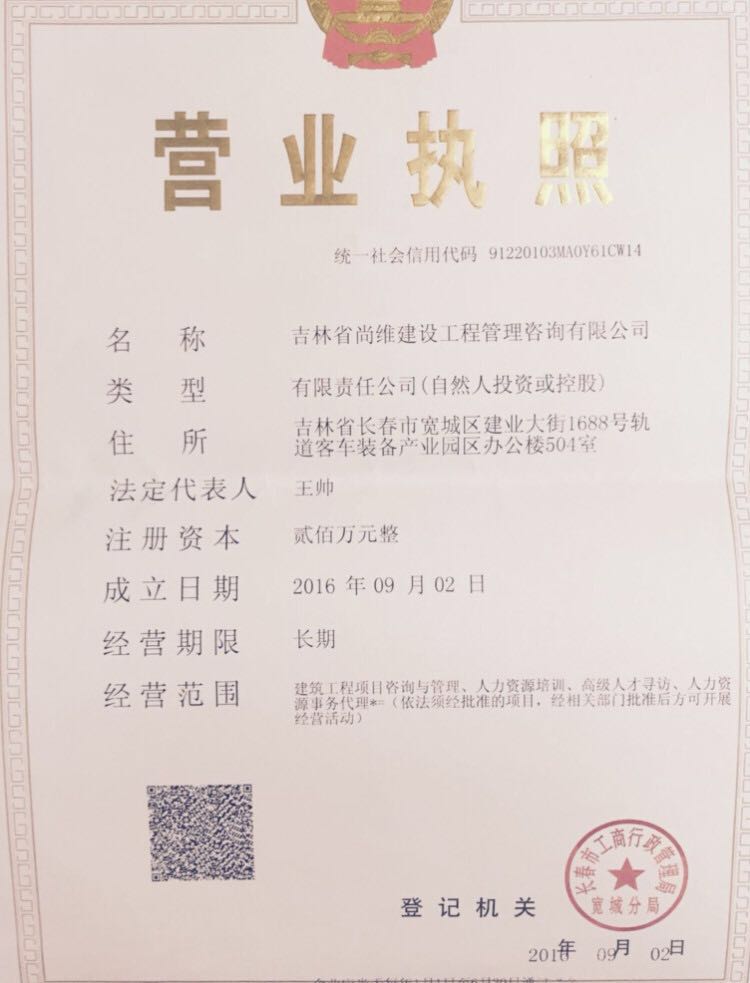 营业执照
统一社会信用代码 91220103MA0Y61CW14
名称 吉林省尚维建设工程管理咨询有限公司
类型 有限责任公司(自然人投资或控股)
住所 吉林省长春市宽城区建业大街1688号轨
道客车装备产业园区办公楼504室
法定代表人 王帅
注册资本 贰佰万元整
成立日期 2016 年 09 月 02 日
经营期限 长期
经营范围 建筑工程项目咨询与管理、人力资源培训、高级人才寻访、人力资
源事务代理*=（依法须经批准的项目，经相关部门批准后方可开展
经营活动）
长春市工商行政管理局
宽城分局
登记机关
2016年 09月 02日